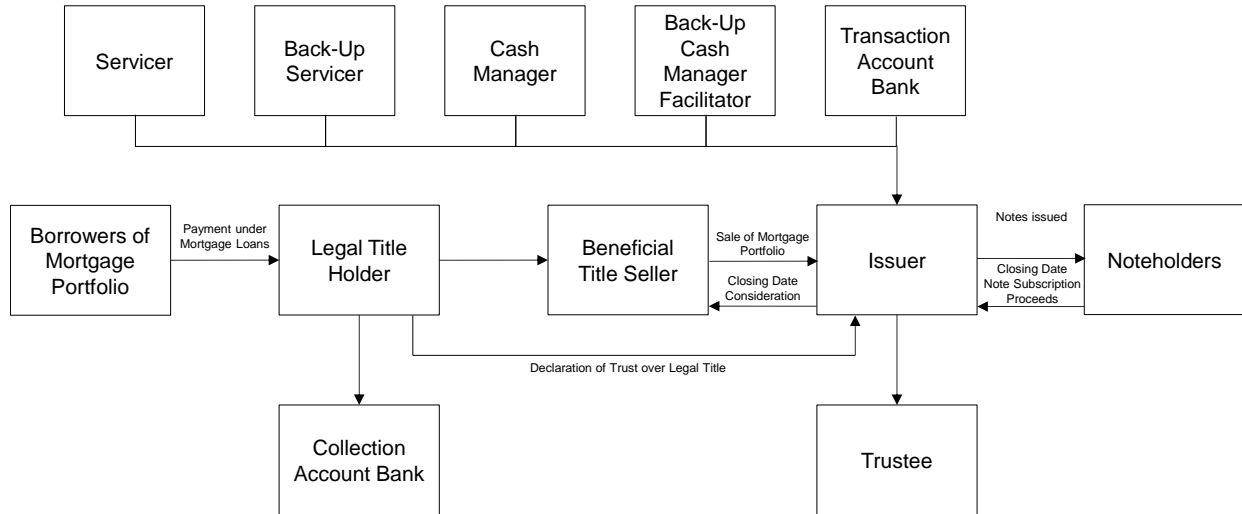 Servicer
Back-Up
Servicer
Cash
Manager
Back-Up
Cash
Manager
Facilitator
Transaction
Account
Bank
Borrowers of
Mortgage
Portfolio
Payment under
Mortgage Loans
Legal Title
Holder
Beneficial
Title Seller
Sale of Mortgage
Portfolio
Closing Date
Consideration
Issuer
Notes issued
Closing Date
Note Subscription
Proceeds
Noteholders
Declaration of Trust over Legal Title
Collection
Account Bank
Trustee